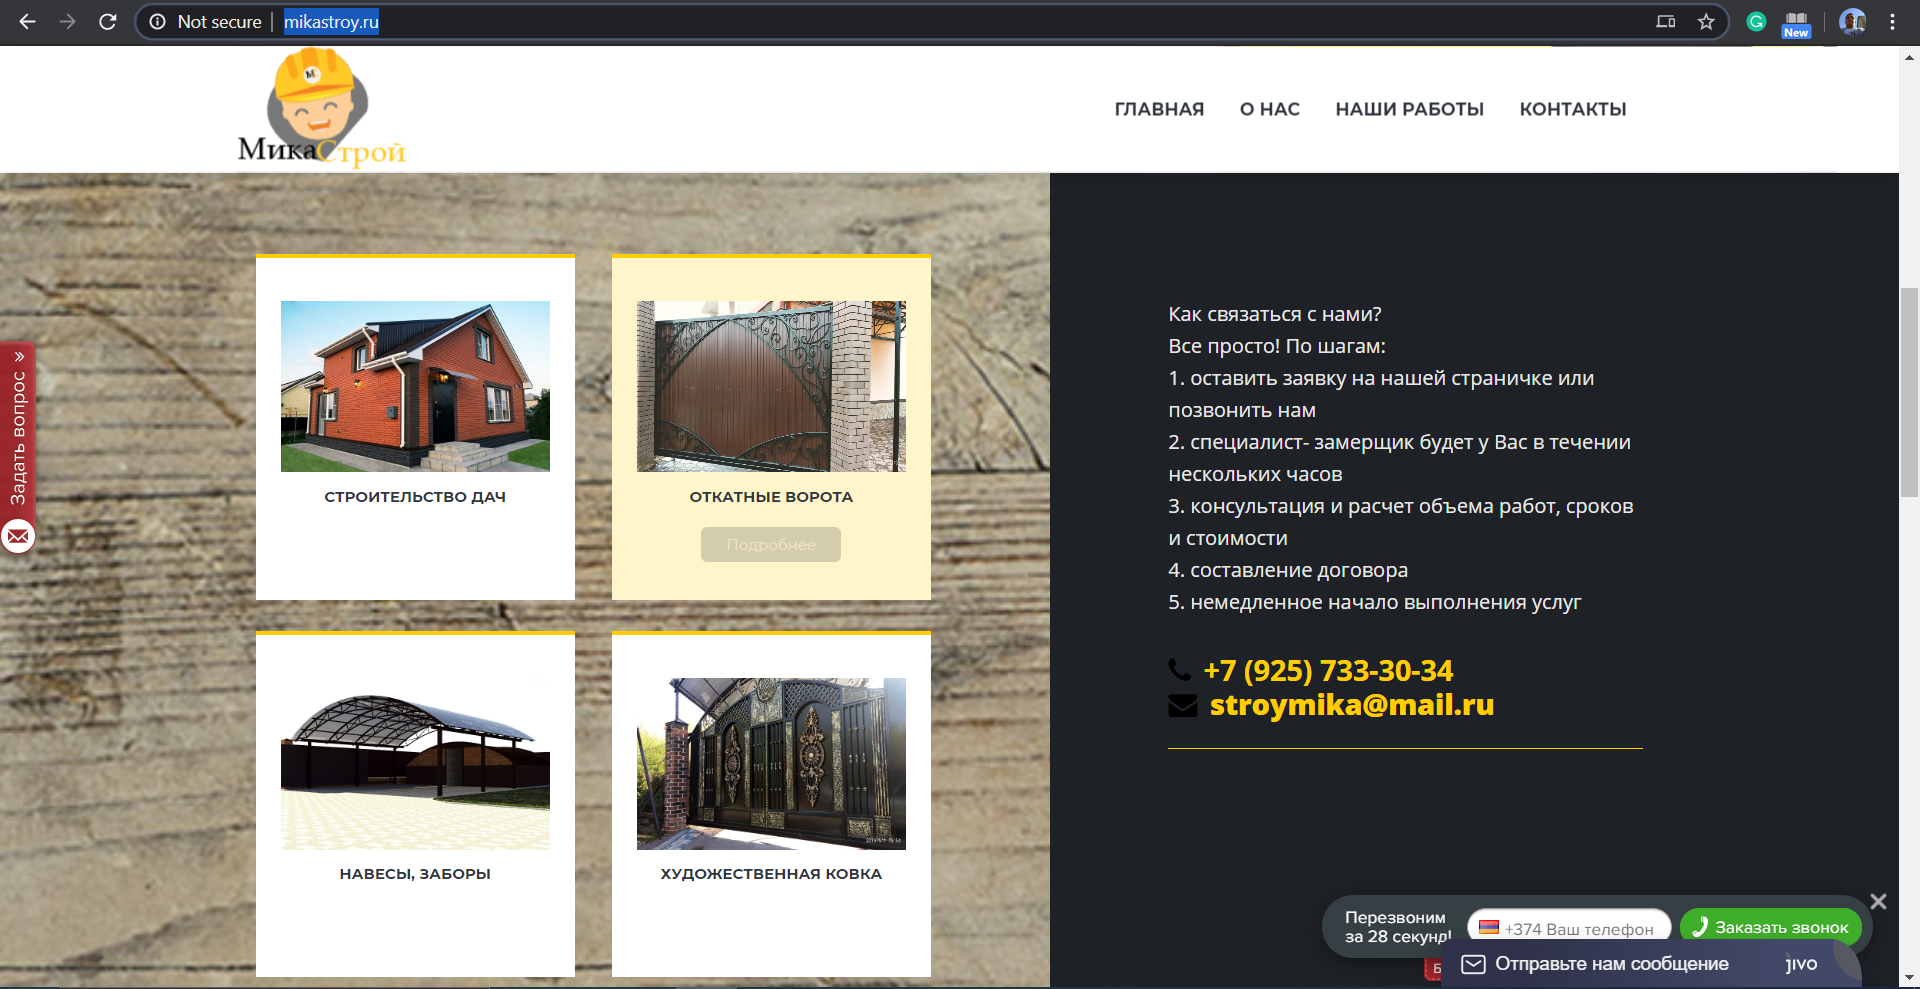 Not secure
mikastroy.ru
New
М
МикаСтрой
ГЛАВНАЯ
О НАС
НАШИ РАБОТЫ
КОНТАКТЫ
Задать вопрос
СТРОИТЕЛЬСТВО ДАЧ
ОТКАТНЫЕ ВОРОТА
Подробнее
НАВЕСЫ, ЗАБОРЫ
ХУДОЖЕСТВЕННАЯ КОВКА
Как связаться с нами?
Все просто! По шагам:
1. оставить заявку на нашей страничке или
позвонить нам
2. специалист- замерщик будет у Вас в течении
нескольких часов
3. консультация и расчет объема работ, сроков
и стоимости
4. составление договора
5. немедленное начало выполнения услуг
+7 (925) 733-30-34
stroymika@mail.ru
Перезвоним
за 28 секунд!
+374 Ваш телефон
Заказать звонок
Отправьте нам сообщение
jivo